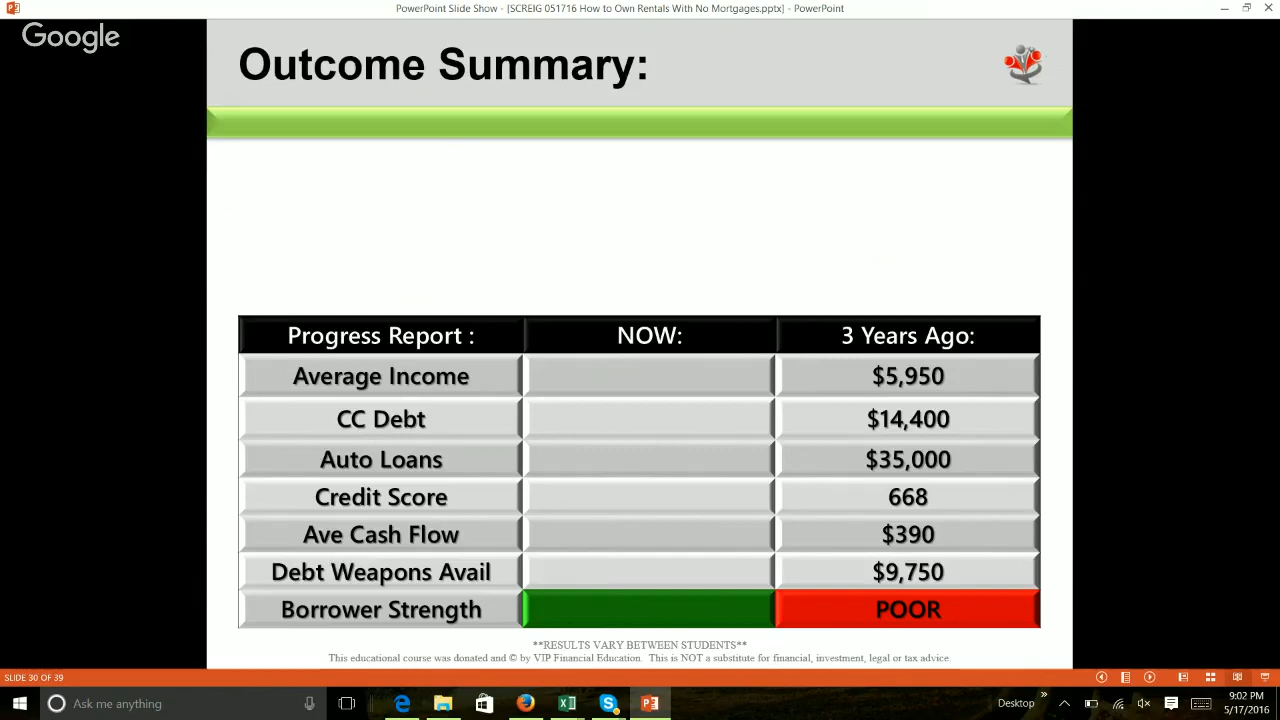 PowerPoint Slide Show - [SCREIG 051716 How to Own Rentals With No Mortgages.pptx] - PowerPoint
Google
Outcome Summary:
Progress Report : NOW: 3 Years Ago:
Average Income $5,950
CC Debt $14,400
Auto Loans $35,000
Credit Score 668
Ave Cash Flow $390
Debt Weapons Avail $9,750
Borrower Strength POOR
**RESULTS VARY BETWEEN STUDENTS**
This educational course was donated and © by VIP Financial Education. This is NOT a substitute for financial, investment, legal or tax advice.
SLIDE 30 OF 39
Ask me anything
Desktop
9:02 PM
5/17/2016